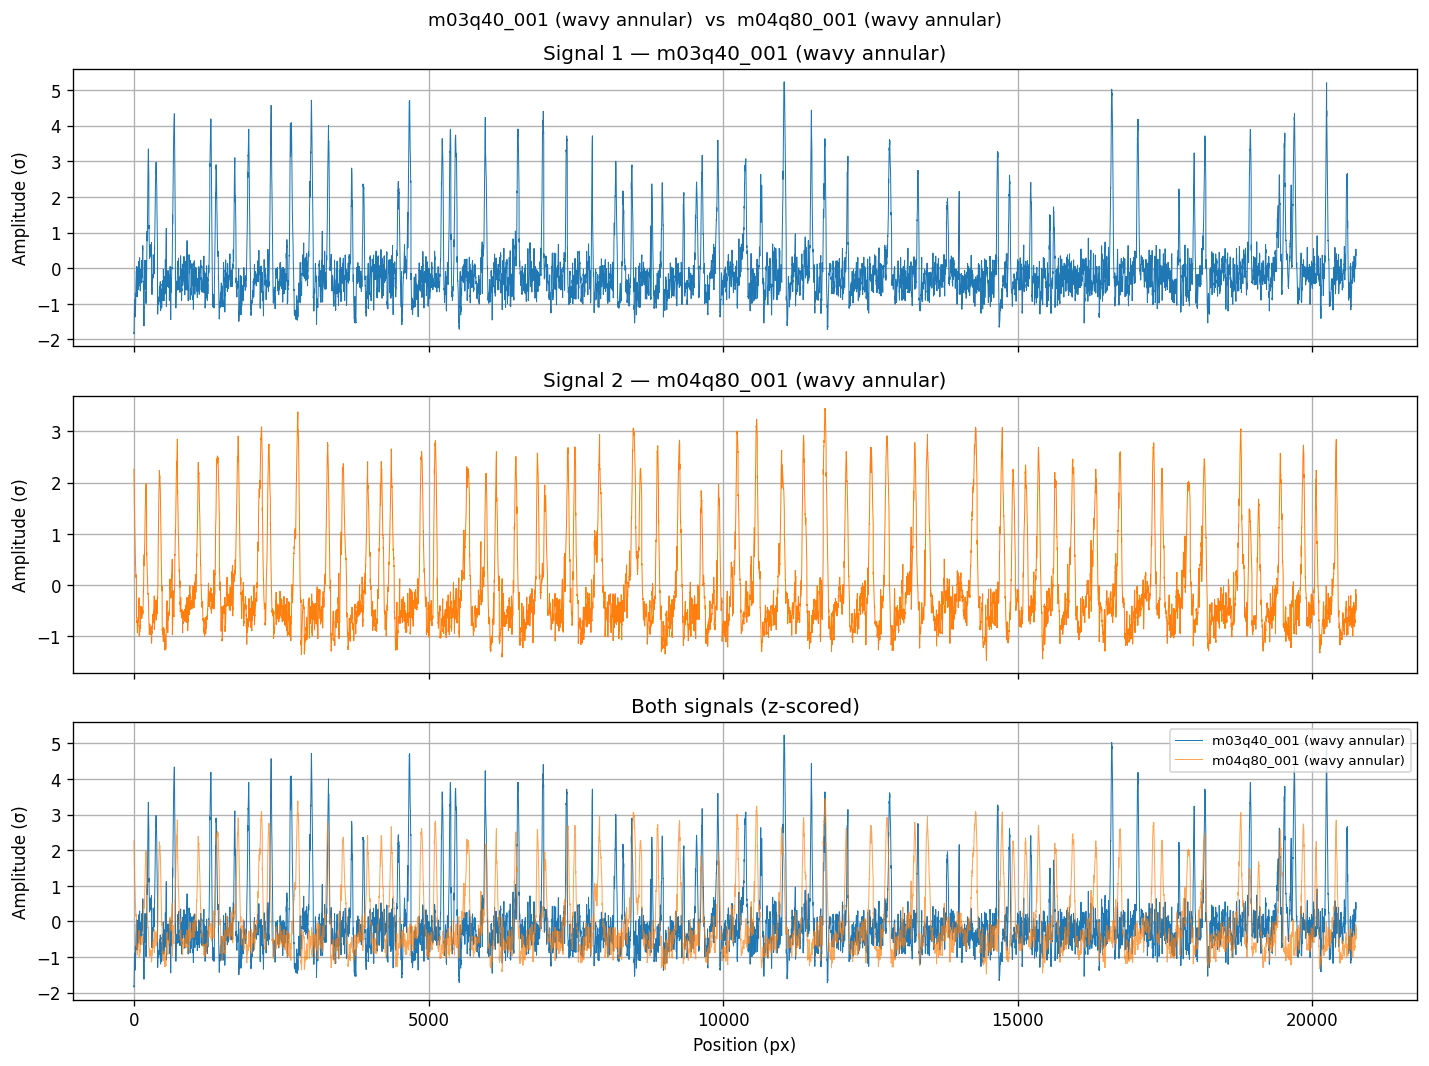 m03q40_001 (wavy annular)  vs  m04q80_001 (wavy annular)
Signal 1 — m03q40_001 (wavy annular)
Amplitude (σ)
5
4
3
2
1
0
−1
−2
Signal 2 — m04q80_001 (wavy annular)
Amplitude (σ)
3
2
1
0
−1
Both signals (z-scored)
Amplitude (σ)
5
4
3
2
1
0
−1
−2
m03q40_001 (wavy annular)
m04q80_001 (wavy annular)
0 5000 10000 15000 20000
Position (px)